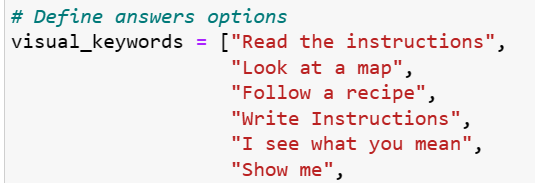 # Define answers options
visual_keywords = ["Read the instructions",
"Look at a map",
"Follow a recipe",
"Write Instructions",
"I see what you mean",
"Show me",